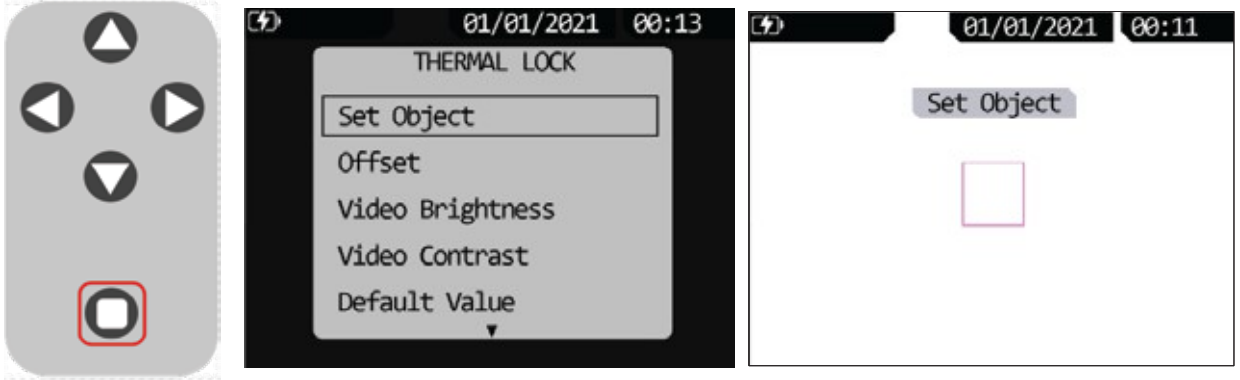 01/01/2021 00:13
THERMAL LOCK
Set Object
Offset
Video Brightness
Video Contrast
Default Value
01/01/2021 00:11
Set Object